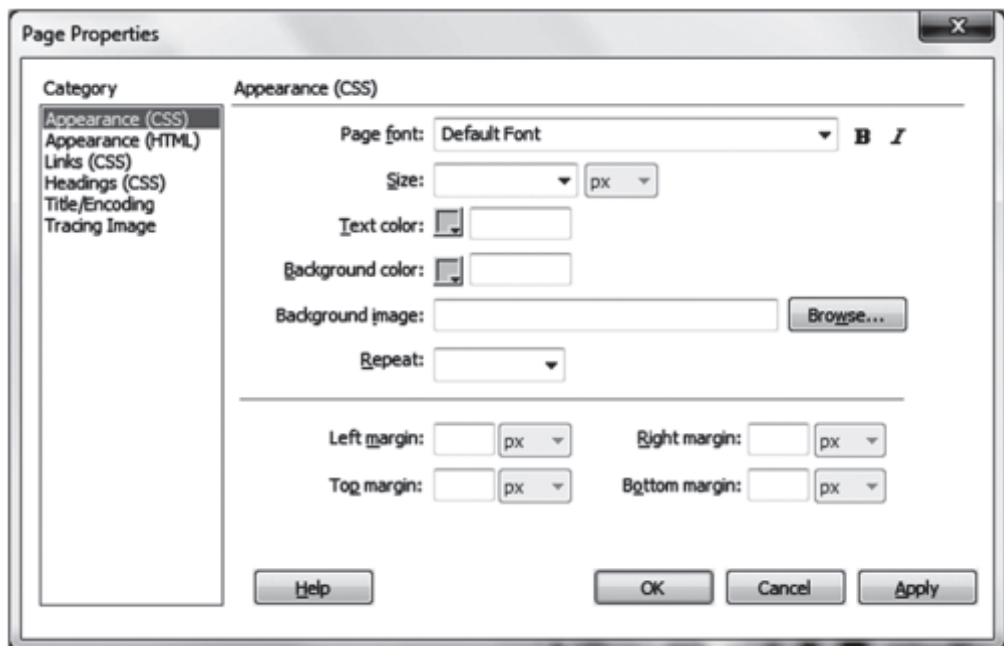 Page Properties
Category
Appearance (CSS)
Appearance (HTML)
Links (CSS)
Headings (CSS)
Title/Encoding
Tracing Image
Appearance (CSS)
Page font: Default Font B I
Size: px
Text color:
Background color:
Background image: Browse...
Repeat:
Left margin: px Right margin: px
Top margin: px Bottom margin: px
Help OK Cancel Apply